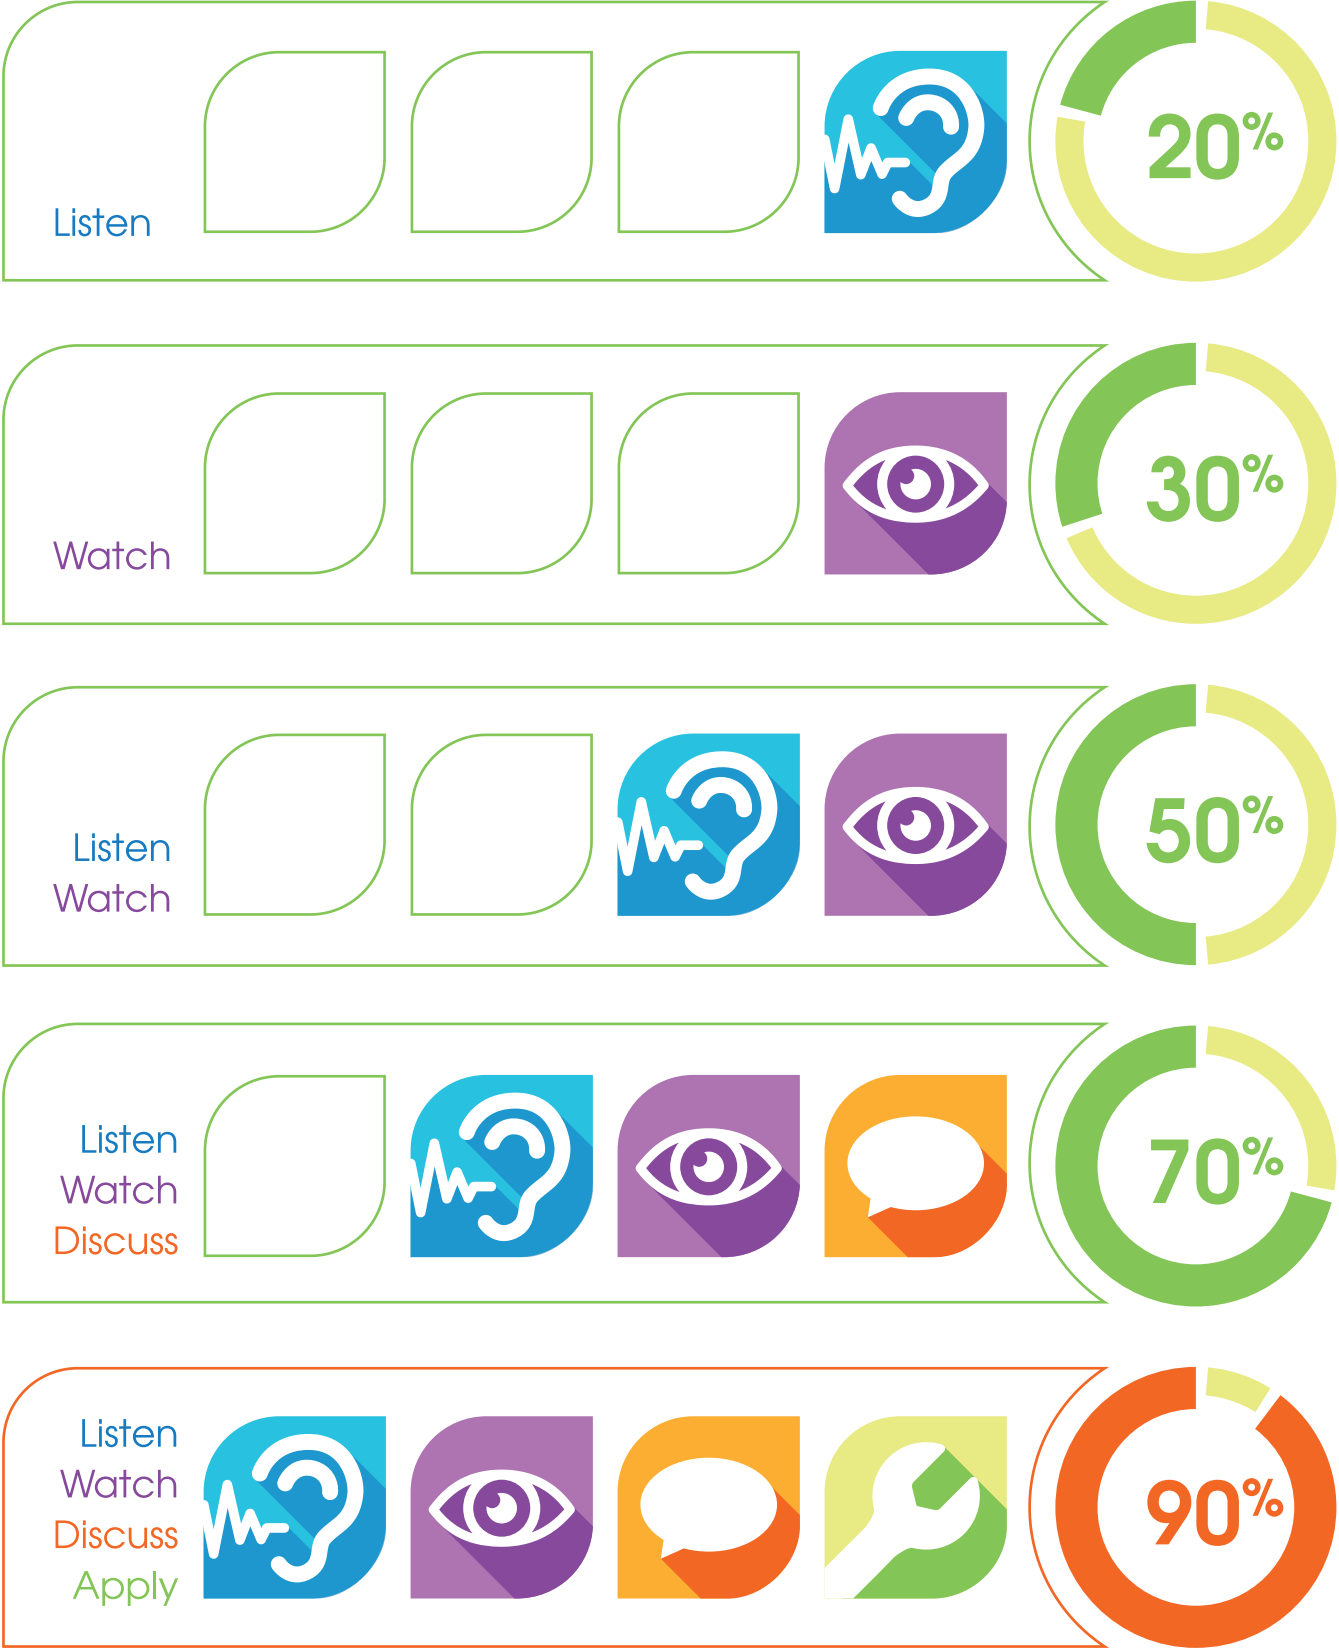 Listen
20%
Watch
30%
Listen
Watch
50%
Listen
Watch
Discuss
70%
Listen
Watch
Discuss
Apply
90%